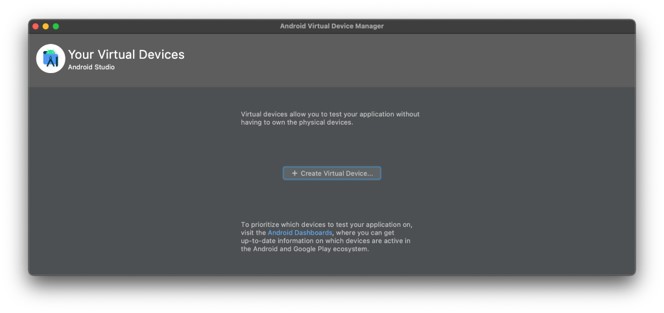 Android Virtual Device Manager
Your Virtual Devices
Android Studio
Virtual devices allow you to test your application without
having to own the physical devices.
+ Create Virtual Device...
To prioritize which devices to test your application on,
visit the Android Dashboards, where you can get
up-to-date information on which devices are active in
the Android and Google Play ecosystem.